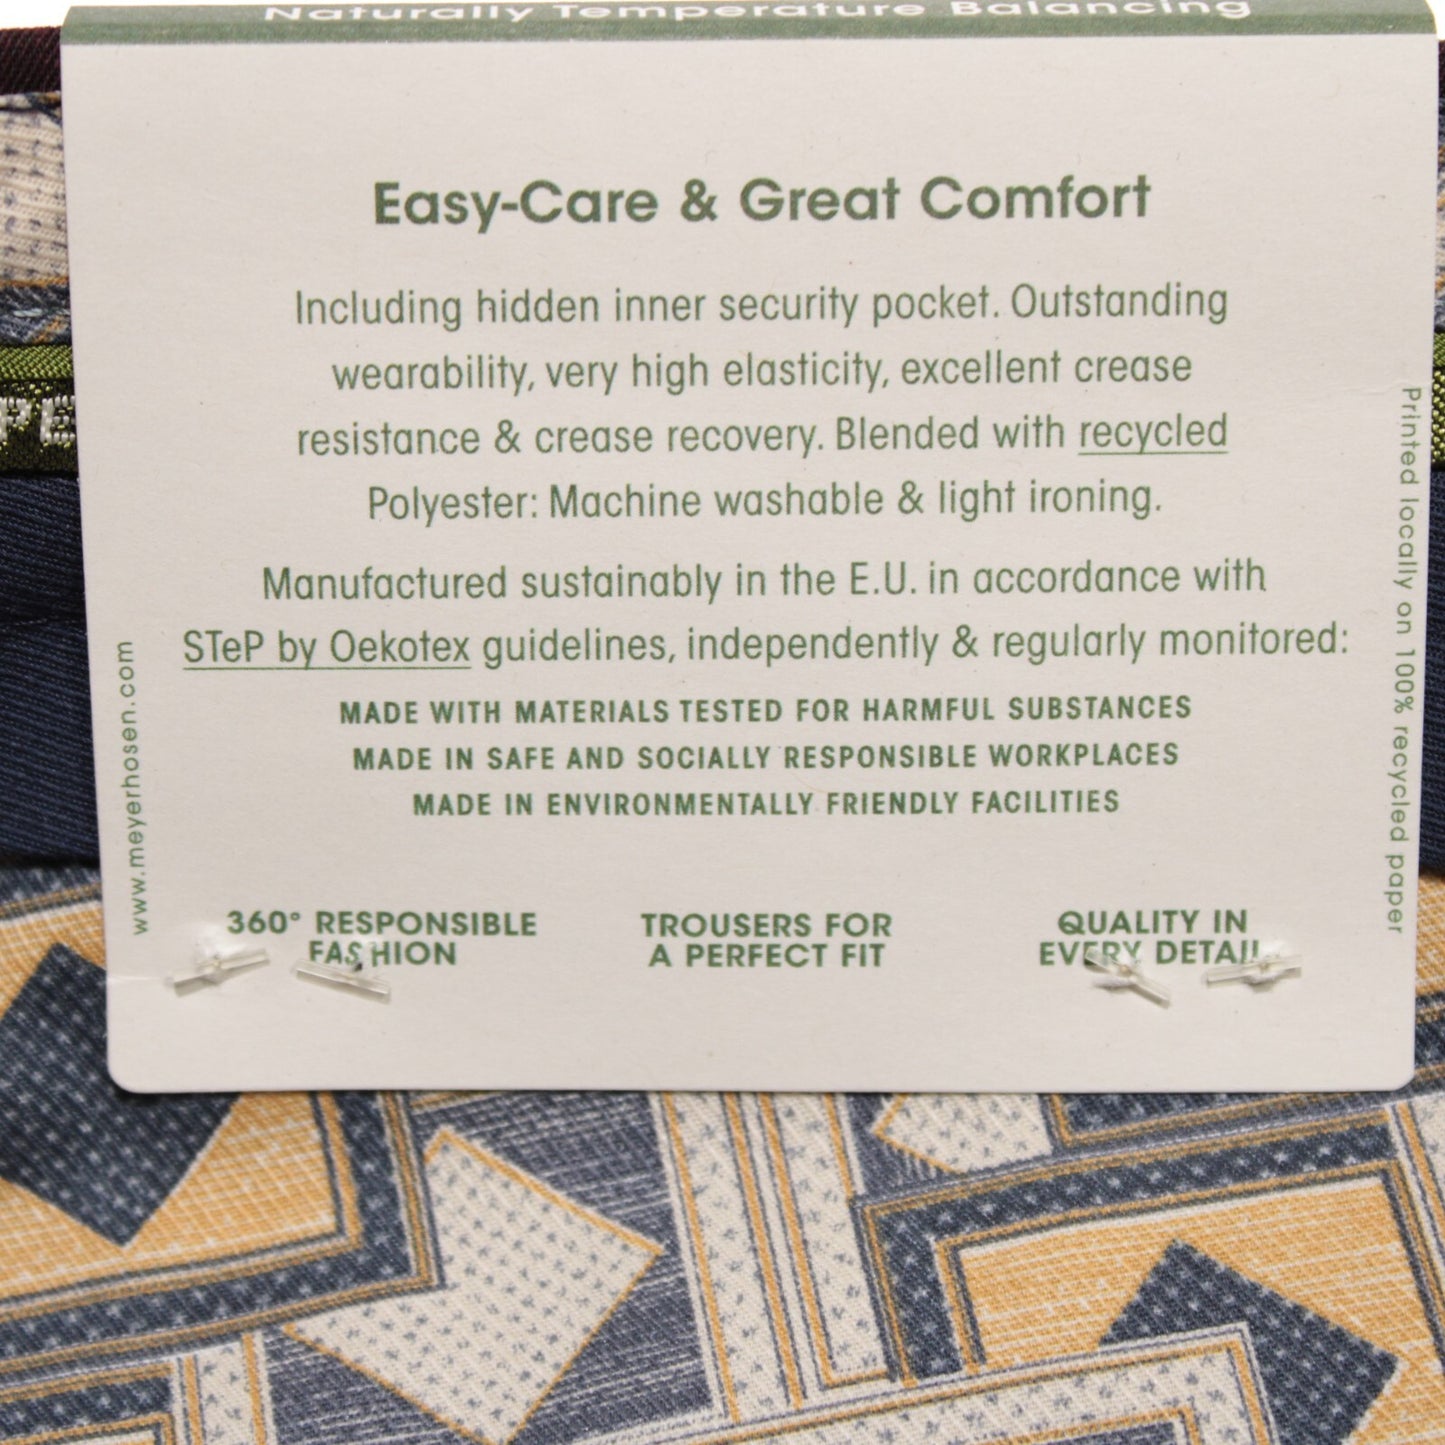 Naturally Temperature Balancing
Easy-Care & Great Comfort
Including hidden inner security pocket. Outstanding
wearability, very high elasticity, excellent crease
resistance & crease recovery. Blended with recycled
Polyester: Machine washable & light ironing.
Manufactured sustainably in the E.U. in accordance with
STeP by Oekotex guidelines, independently & regularly monitored:
MADE WITH MATERIALS TESTED FOR HARMFUL SUBSTANCES
MADE IN SAFE AND SOCIALLY RESPONSIBLE WORKPLACES
MADE IN ENVIRONMENTALLY FRIENDLY FACILITIES
360° RESPONSIBLE
FASHION
TROUSERS FOR
A PERFECT FIT
QUALITY IN
EVERY DETAIL
www.meyerhosen.com
Printed locally on 100% recycled paper